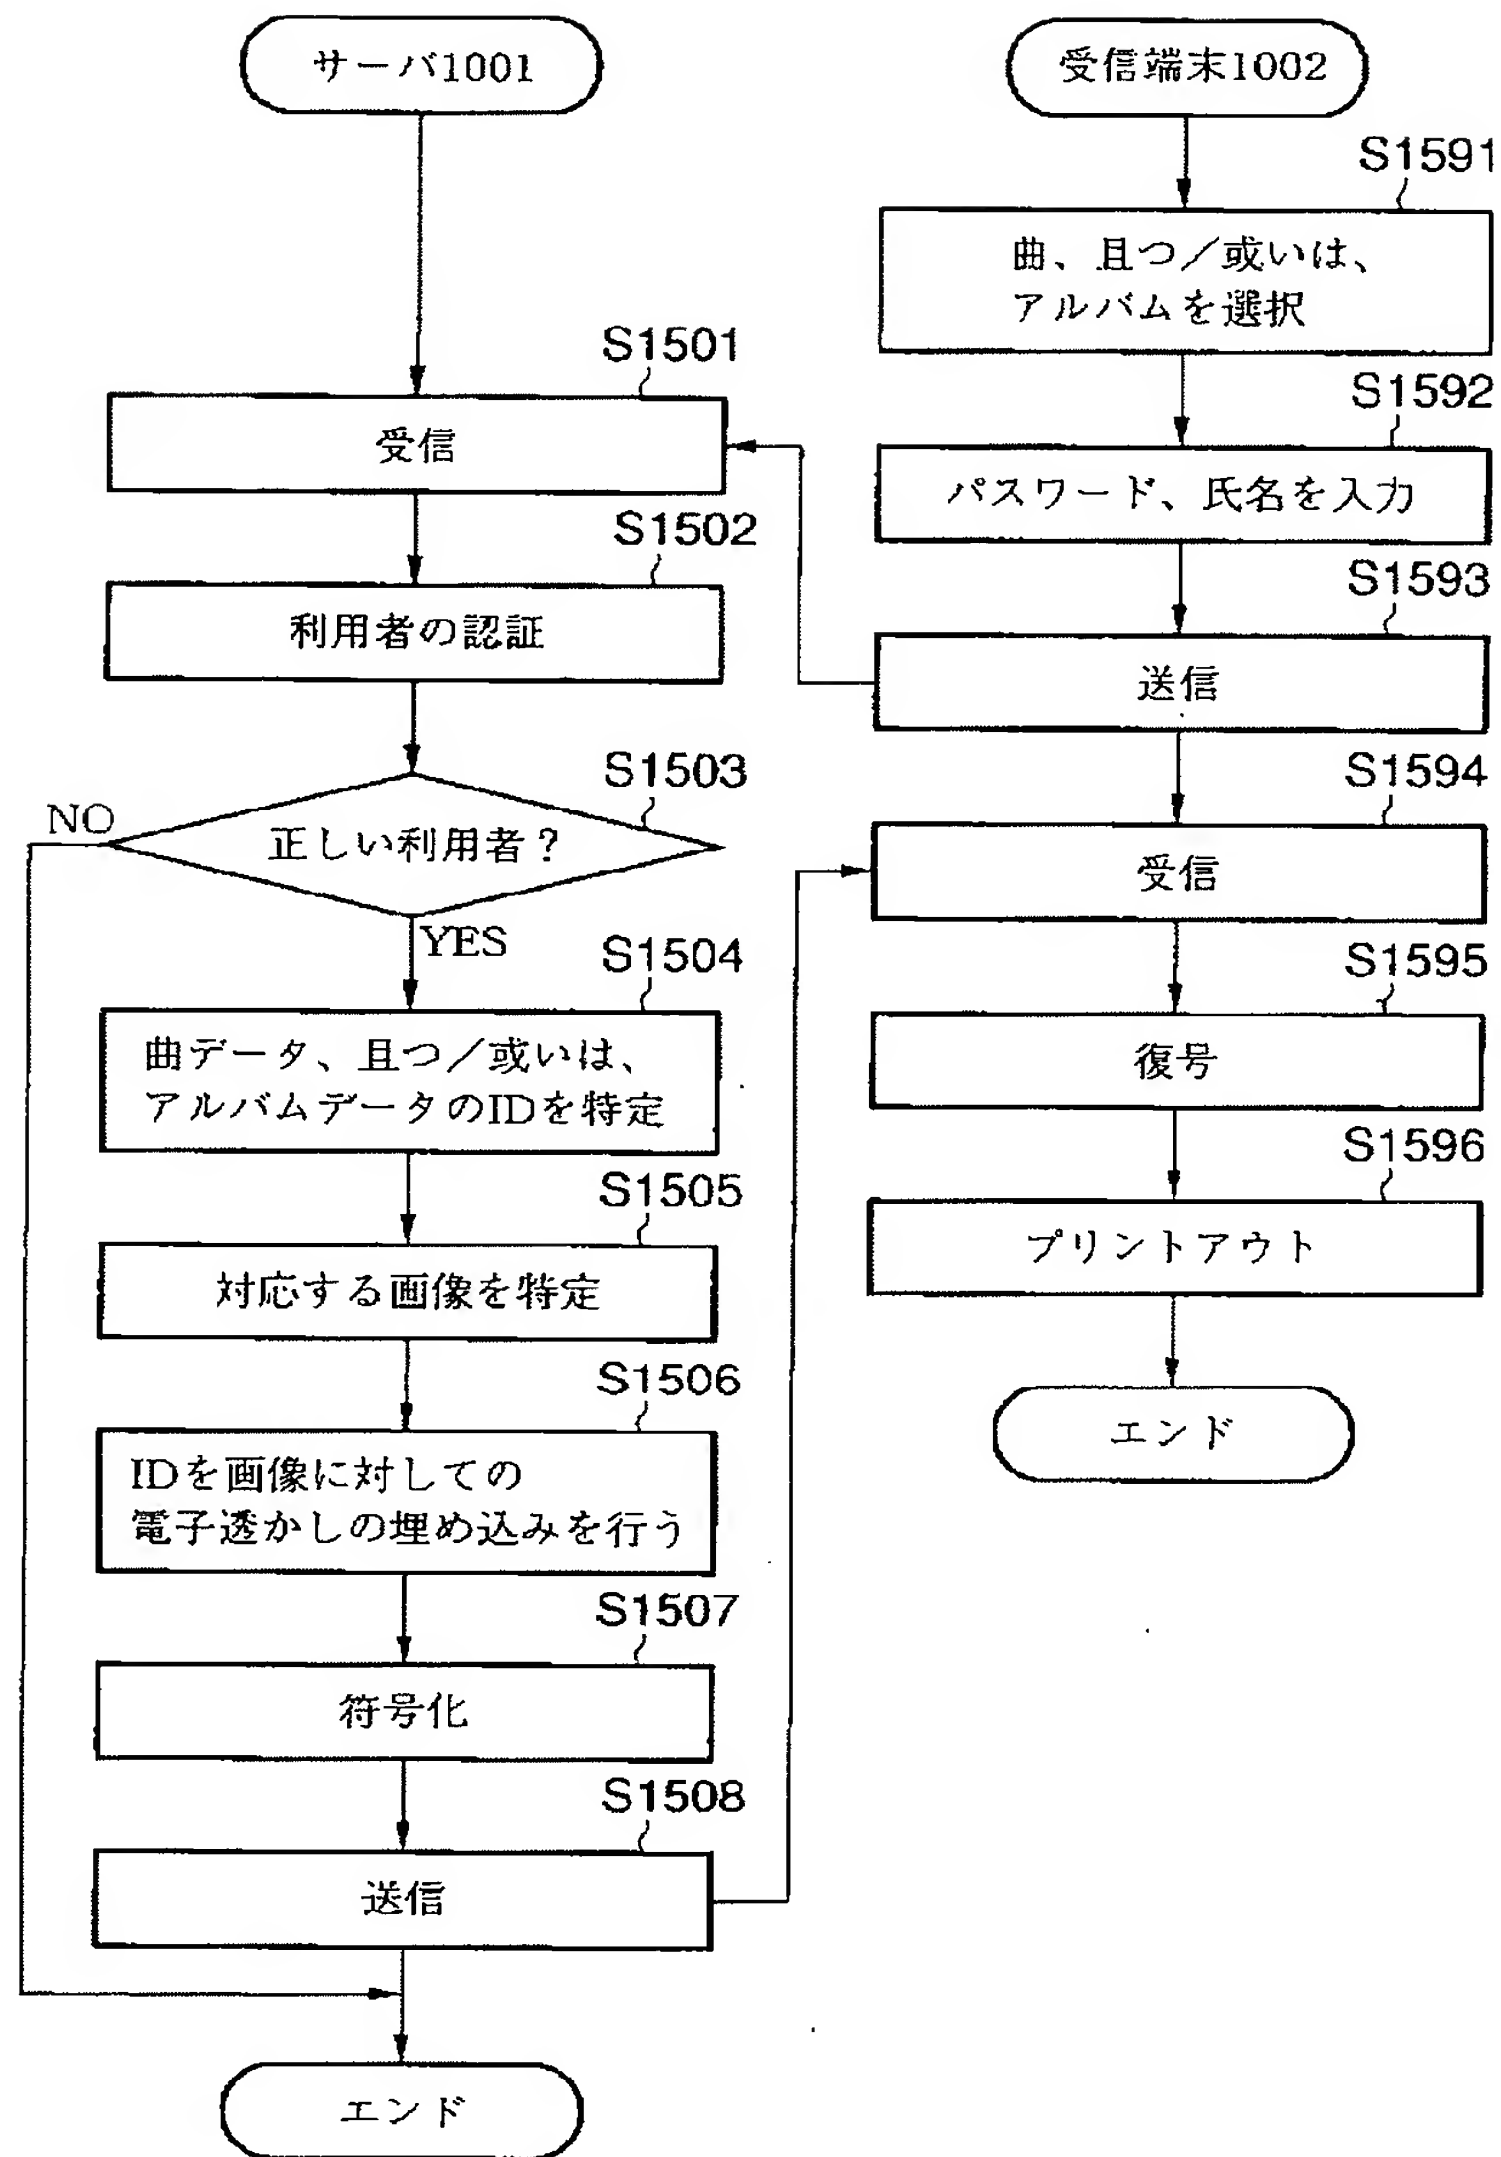 サーバ1001
S1501
受信
S1502
利用者の認証
S1503
正しい利用者?
NO
YES
S1504
曲データ、且つ/或いは、
アルバムデータのIDを特定
S1505
対応する画像を特定
S1506
IDを画像に対しての
電子透かしの埋め込みを行う
S1507
符号化
S1508
送信
エンド
受信端末1002
S1591
曲、且つ/或いは、
アルバムを選択
S1592
パスワード、氏名を入力
S1593
送信
S1594
受信
S1595
復号
S1596
プリントアウト
エンド